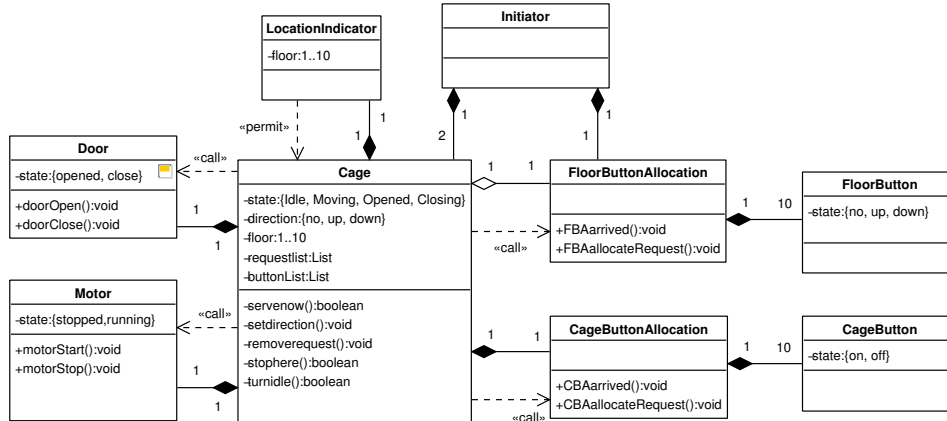 LocationIndicator
-floor:1..10
Initiator
1
1
1
«permit»
1
2
1
Door
-state:{opened, close}
+doorOpen():void
+doorClose():void
«call»
1
1
Cage
-state:{Idle, Moving, Opened, Closing}
-direction:{no, up, down}
-floor:1..10
-requestlist:List
-buttonList:List
-servenow():boolean
-setdirection():void
-removerequest():void
-stophere():boolean
-turnidle():boolean
1
1
«call»
FloorButtonAllocation
+FBAarrived():void
+FBAallocateRequest():void
1
10
FloorButton
-state:{no, up, down}
Motor
-state:{stopped,running}
+motorStart():void
+motorStop():void
«call»
1
1
1
1
«call»
CageButtonAllocation
+CBAarrived():void
+CBAallocateRequest():void
1
10
CageButton
-state:{on, off}